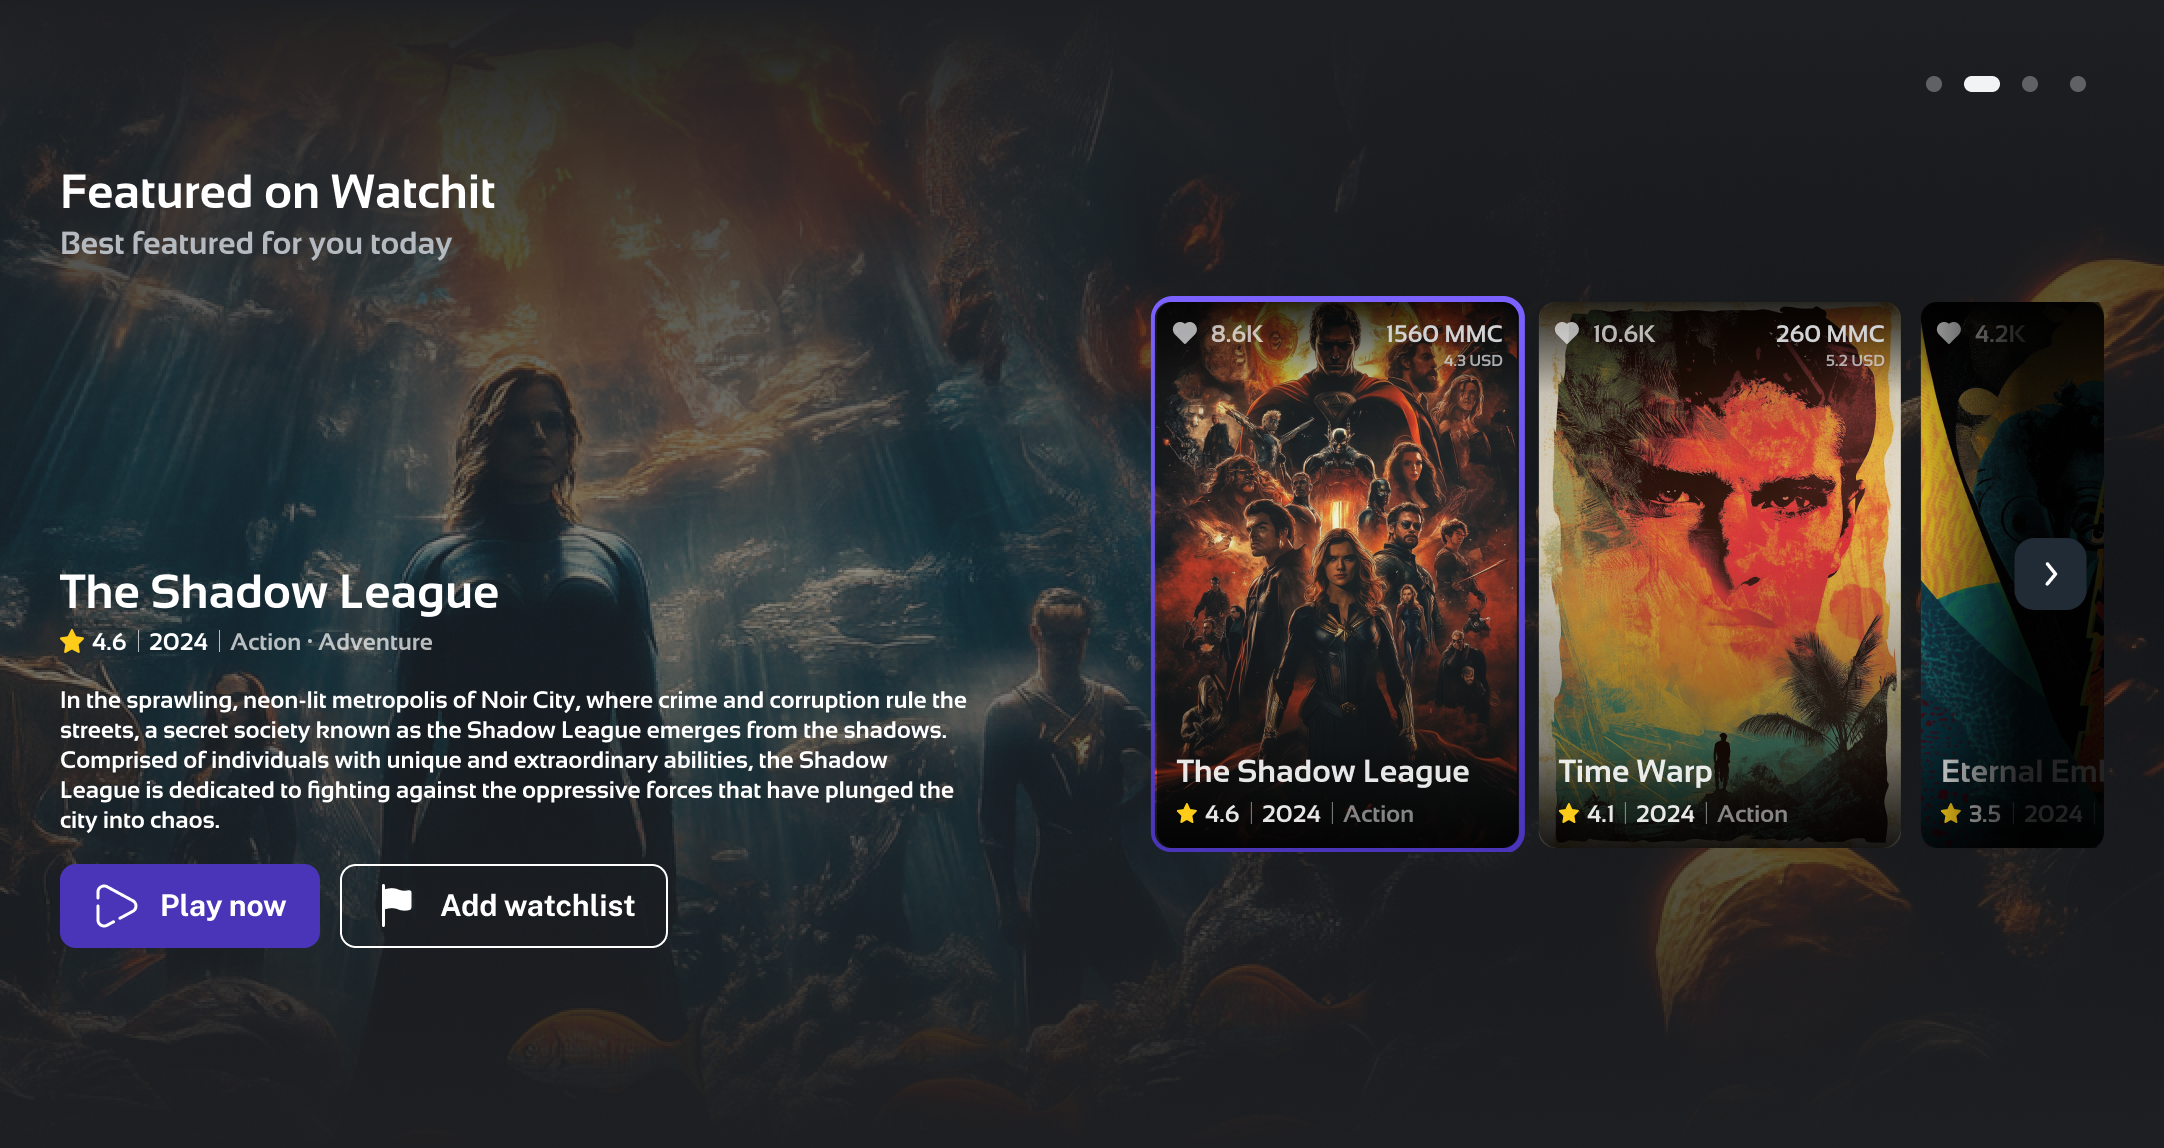 Featured on Watchit
Best featured for you today
The Shadow League
4.6 | 2024 | Action · Adventure
In the sprawling, neon-lit metropolis of Noir City, where crime and corruption rule the
streets, a secret society known as the Shadow League emerges from the shadows.
Comprised of individuals with unique and extraordinary abilities, the Shadow
League is dedicated to fighting against the oppressive forces that have plunged the
city into chaos.
Play now
Add watchlist
8.6K
1560 MMC
4.3 USD
The Shadow League
4.6 | 2024 | Action
10.6K
260 MMC
5.2 USD
Time Warp
4.1 | 2024 | Action
4.2K
Eternal
3.5 | 2024 |